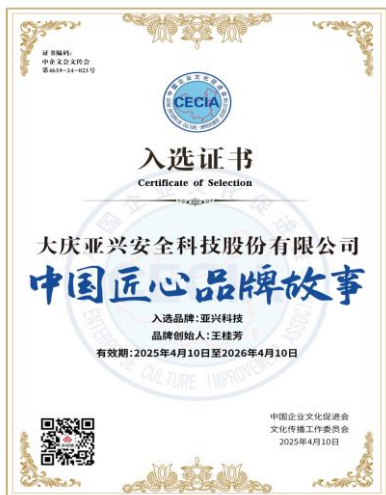 证书编码:
中企文会文传会
第4639-24-023号
CECIA
入选证书
Certificate of Selection
大庆亚兴安全科技股份有限公司
中国匠心品牌故事
入选品牌:亚兴科技
品牌创始人:王桂芳
有效期:2025年4月10日至2026年4月10日
中国企业文化促进会
文化传播工作委员会
2025年4月10日